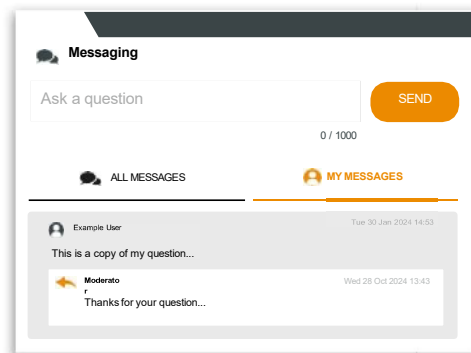 Messaging
Ask a question
SEND
0 / 1000
ALL MESSAGES
MY MESSAGES
Example User
Tue 30 Jan 2024 14:53
This is a copy of my question...
Moderato
r
Wed 28 Oct 2024 13:43
Thanks for your question...